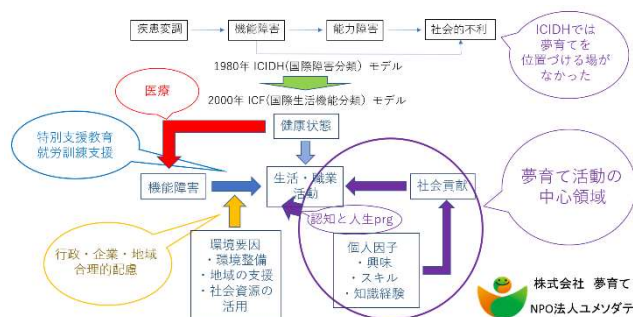 疾患変調
機能障害
能力障害
社会的不利
ICIDHでは
夢育てを
位置づける場が
なかった
1980年 ICIDH(国際障害分類) モデル
医療
2000年 ICF(国際生活機能分類) モデル
健康状態
特別支援教育
就労訓練支援
機能障害
生活・職業
活動
社会貢献
夢育て活動の
中心領域
認知と人生prg
行政・企業・地域
合理的配慮
環境要因
・環境整備
・地域の支援
・社会資源の
活用
個人因子
・興味
・スキル
・知識経験
株式会社 夢育て
NPO法人ユメソダテ